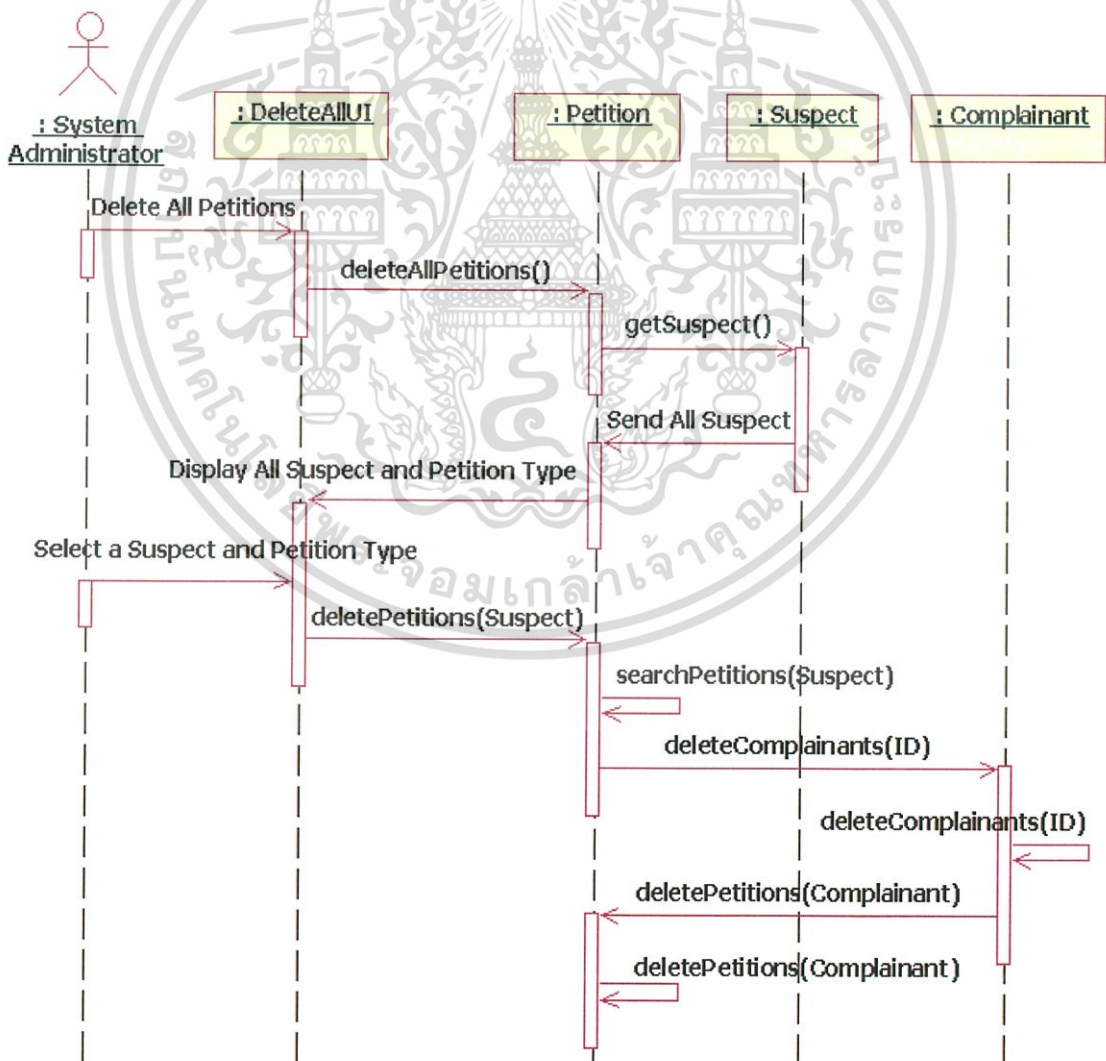 : System
Administrator
: DeleteAllUI
: Petition
: Suspect
: Complainant
Delete All Petitions
deleteAllPetitions()
getSuspect()
Send All Suspect
Display All Suspect and Petition Type
Select a Suspect and Petition Type
deletePetitions(Suspect)
searchPetitions(Suspect)
deleteComplainants(ID)
deleteComplainants(ID)
deletePetitions(Complainant)
deletePetitions(Complainant)